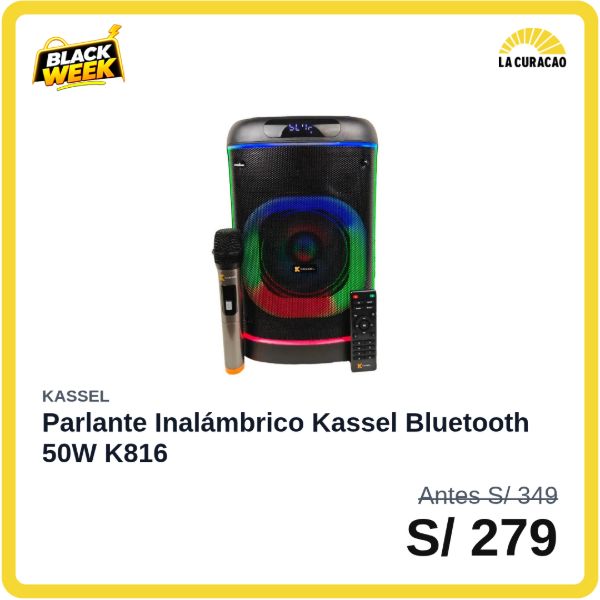 BLACK
WEEK
LA CURACAO
KASSEL
Parlante Inalámbrico Kassel Bluetooth
50W K816
Antes S/ 349
S/ 279